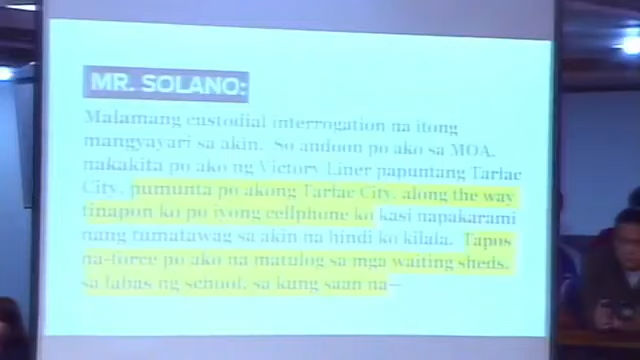 MR. SOLANO:
Malamang custodial interrogation na itong
mangyayari sa akin. So andoon po ako sa MOA,
nakakita po ako ng Victory Liner papuntang Tarlac
City, pumunta po akong Tarlac City, along the way
tinapon ko po iyong cellphone ko kasi napakarami
nang tumatawag sa akin na hindi ko kilala. Tapos
na-force po ako na matulog sa mga waiting sheds,
sa labas ng school, sa kung saan na—